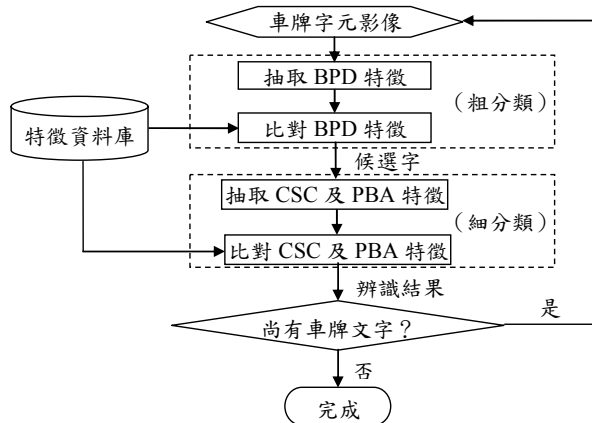 車牌字元影像
抽取 BPD 特徵
(粗分類)
特徵資料庫
比對 BPD 特徵
候選字
抽取 CSC 及 PBA 特徵
(細分類)
比對 CSC 及 PBA 特徵
辨識結果
尚有車牌文字？
是
否
完成